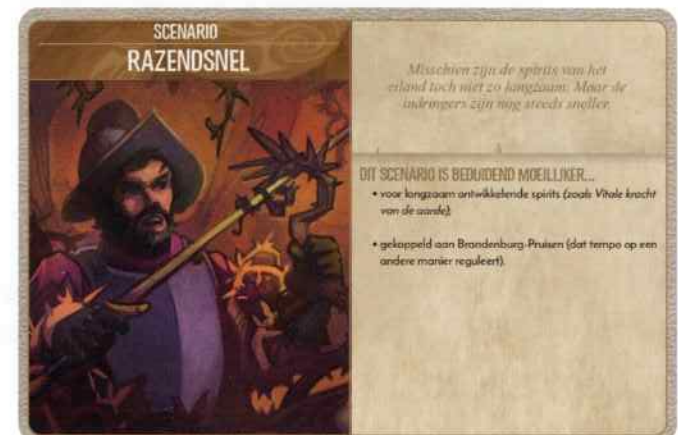 SCENARIO
RAZENDSNEL
Misschien zijn de spirits van het
eiland toch niet zo langzaam. Maar de
indringers zijn nog steeds sneller.
DIT SCENARIO IS BEDUIDEND MOEILIJKER...
• voor langzaam ontwikkelende spirits (zoals Vitale kracht
van de aarde);
• gekoppeld aan Brandenburg-Pruisen (dat tempo op een
andere manier reguleert).